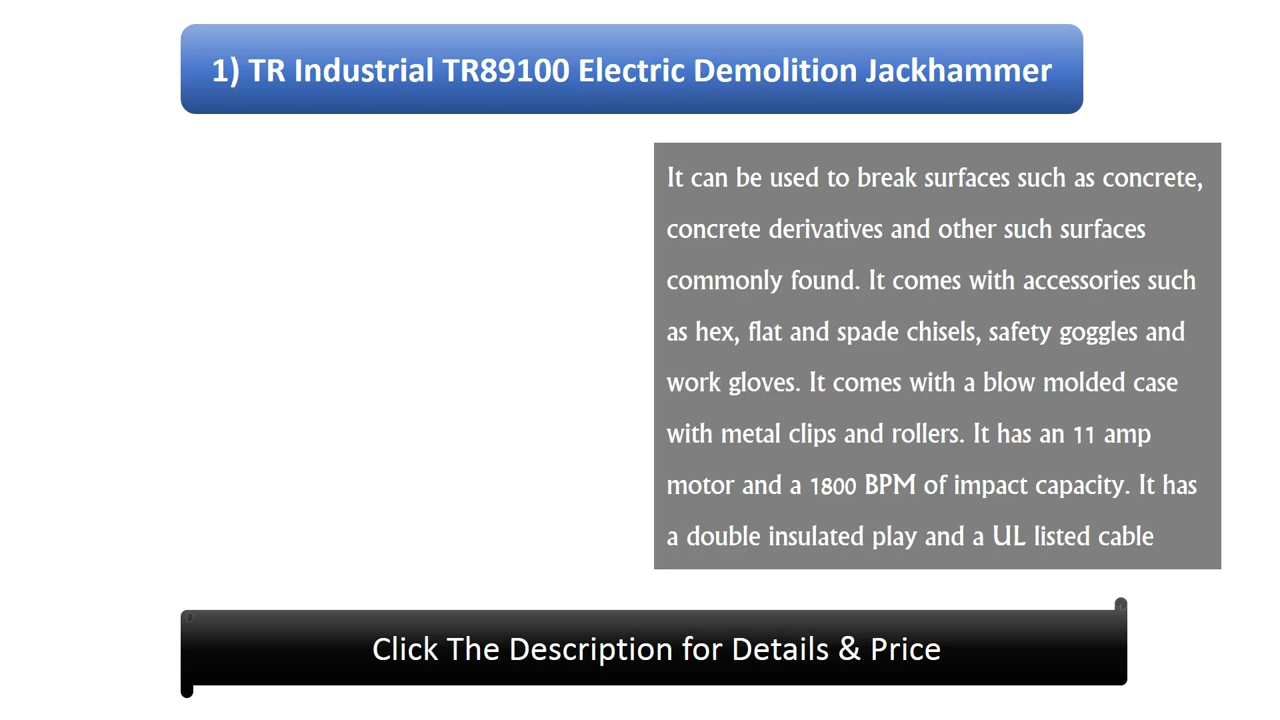 1) TR Industrial TR89100 Electric Demolition Jackhammer
It can be used to break surfaces such as concrete,
concrete derivatives and other such surfaces
commonly found. It comes with accessories such
as hex, flat and spade chisels, safety goggles and
work gloves. It comes with a blow molded case
with metal clips and rollers. It has an 11 amp
motor and a 1800 BPM of impact capacity. It has
a double insulated play and a UL listed cable
Click The Description for Details & Price